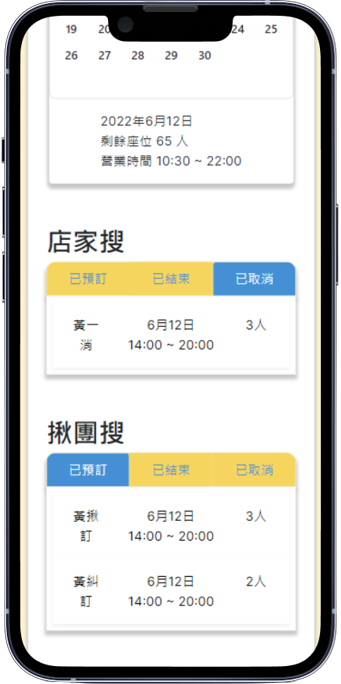 19 20 24 25
26 27 28 29 30
2022年6月12日
剩餘座位 65 人
營業時間 10:30 ~ 22:00
店家搜
已預訂 已結束 已取消
黃一 6月12日 3人
消 14:00 ~ 20:00
揪團搜
已預訂 已結束 已取消
黃揪 6月12日 3人
訂 14:00 ~ 20:00
黃糾 6月12日 2人
訂 14:00 ~ 20:00